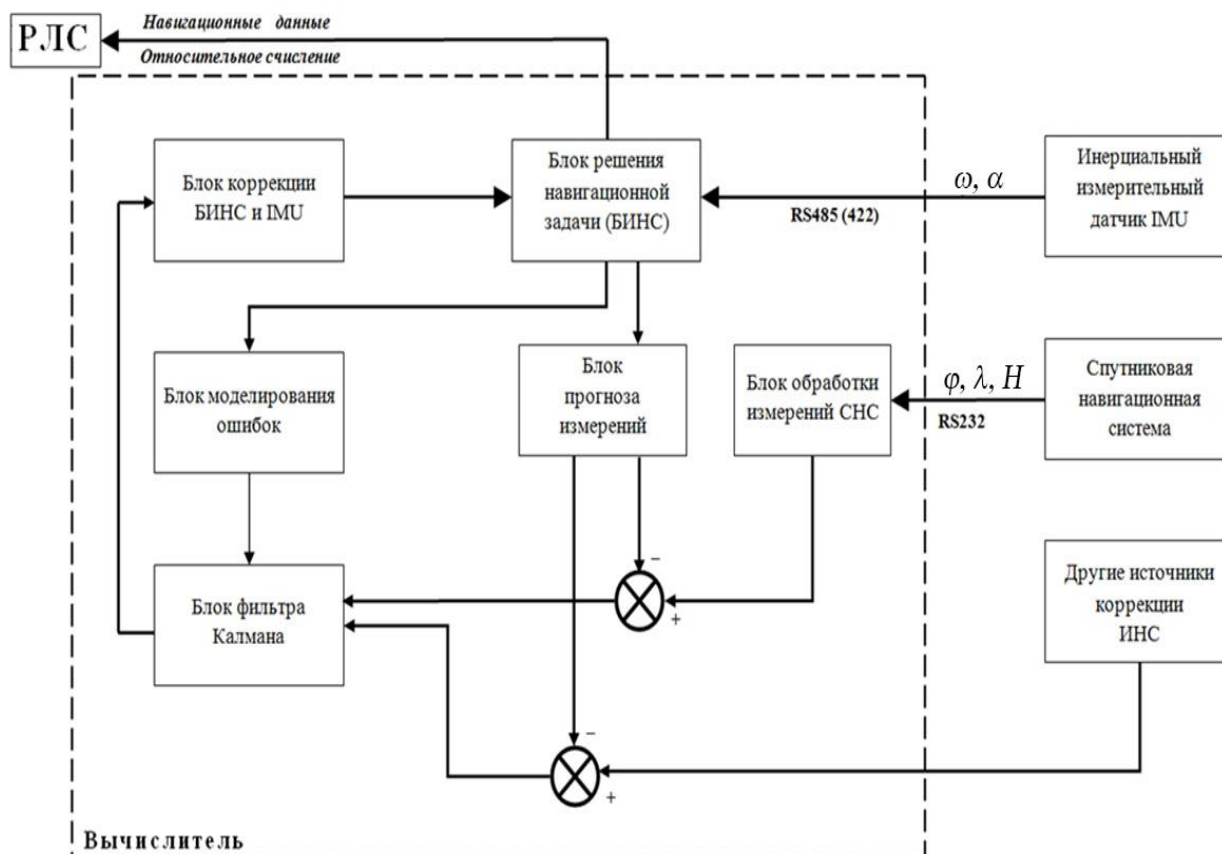 РЛС
Навигационные данные
Относительное счисление
Блок коррекции
БИНС и IMU
Блок решения
навигационной
задачи (БИНС)
ω, α
RS485 (422)
Инерциальный
измерительный
датчик IMU
Блок моделирования
ошибок
Блок
прогноза
измерений
Блок обработки
измерений СНС
φ, λ, H
RS232
Спутниковая
навигационная
система
Блок фильтра
Калмана
−
+
Другие источники
коррекции
ИНС
−
+
Вычислитель